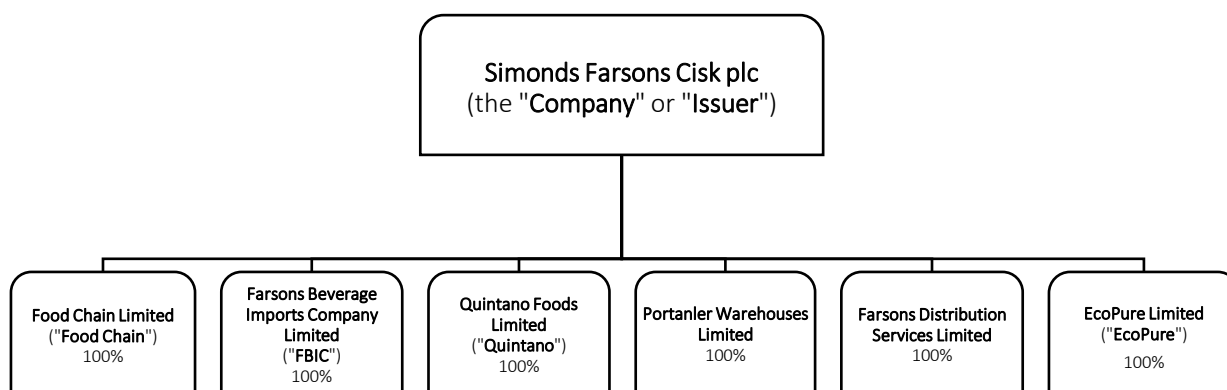 Simonds Farsons Cisk plc
(the "Company" or "Issuer")
Food Chain Limited
("Food Chain")
100%
Farsons Beverage
Imports Company
Limited
("FBIC")
100%
Quintano Foods
Limited
("Quintano")
100%
Portanler Warehouses
Limited
100%
Farsons Distribution
Services Limited
100%
EcoPure Limited
("EcoPure")
100%